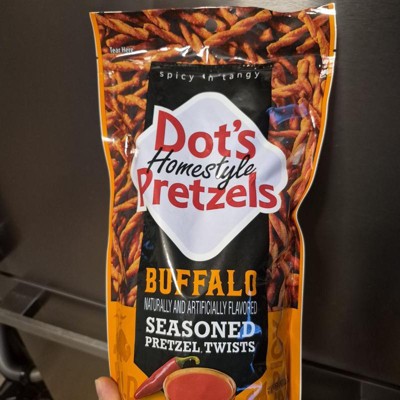 Tear Here
spicy 'n tangy
Dot's
Homestyle
Pretzels
BUFFALO
NATURALLY AND ARTIFICIALLY FLAVORED
SEASONED
PRETZEL TWISTS